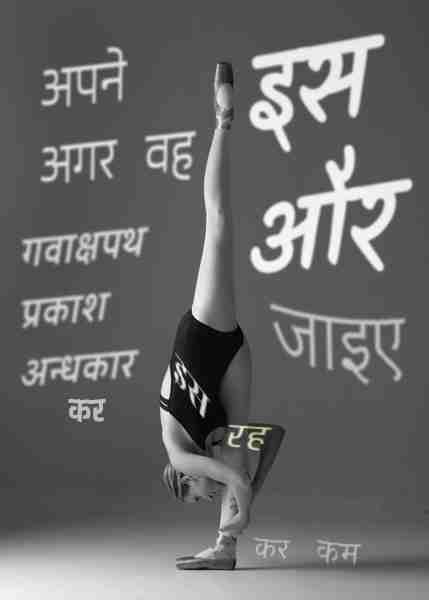 अपने
अगर वह
गवाक्षपथ
प्रकाश
अन्धकार
कर
इस
और
जाइए
इस
रह
कर कम